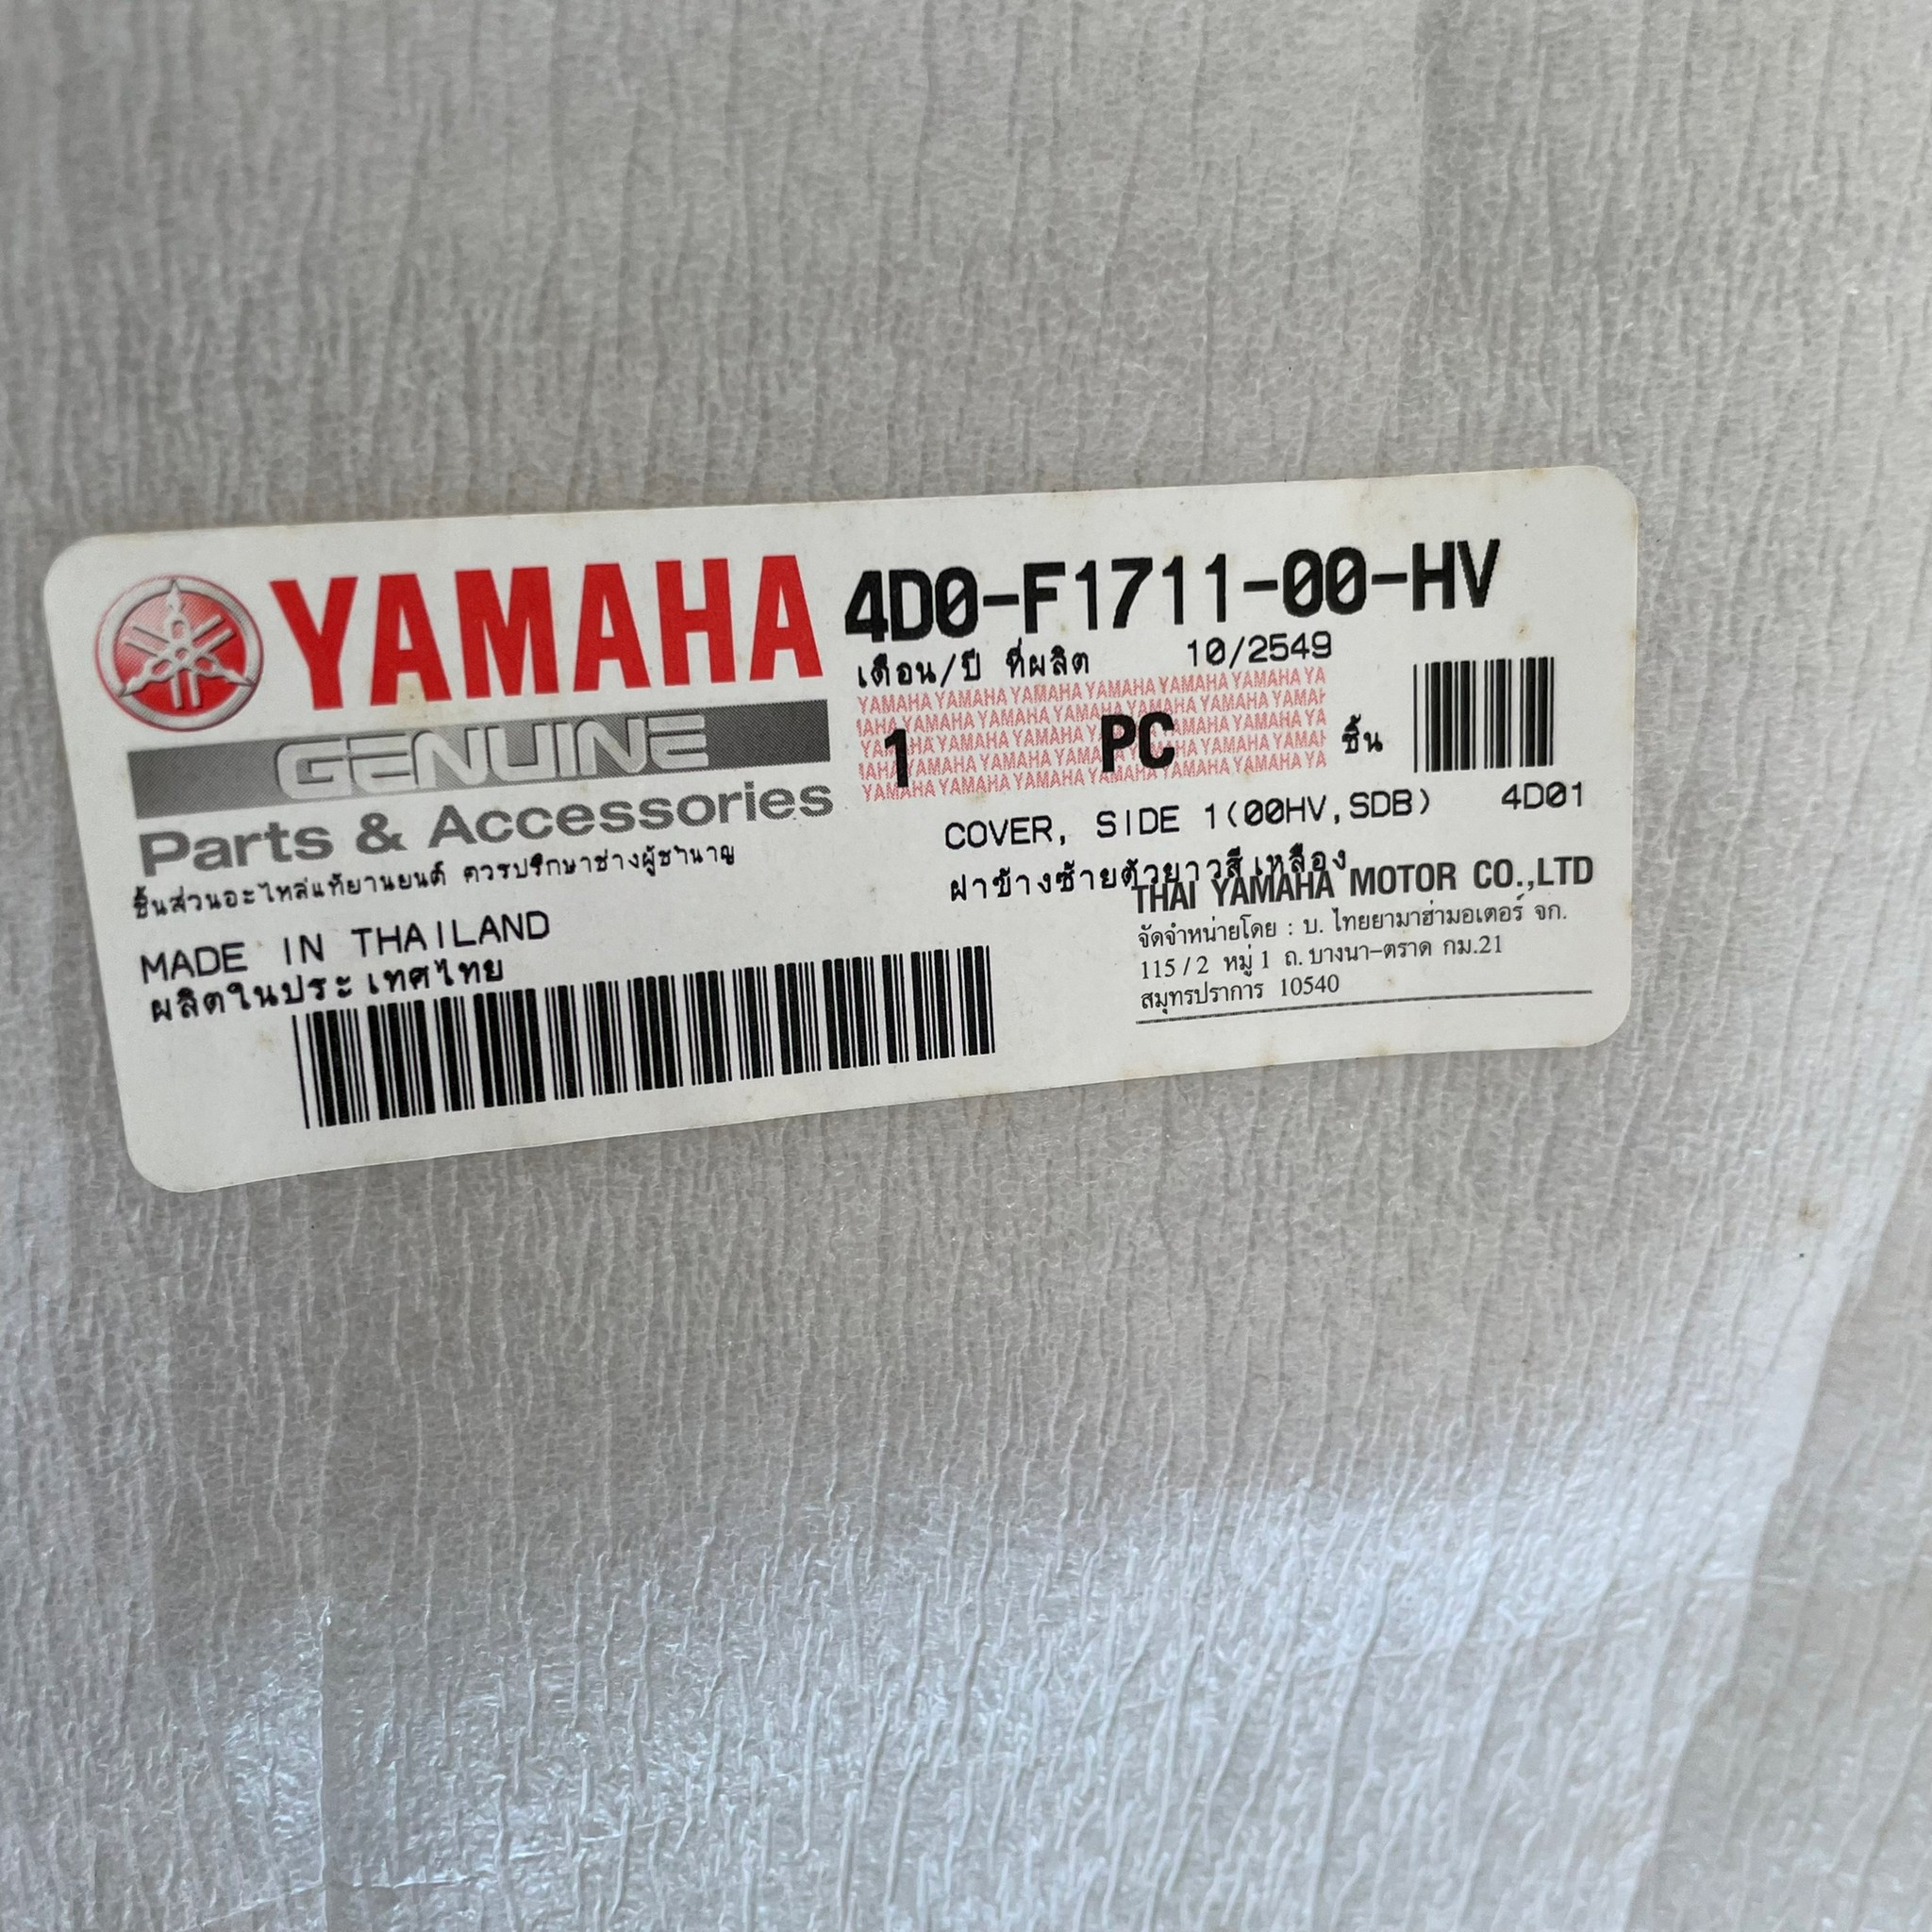 YAMAHA
GENUINE
Parts & Accessories
ชิ้นส่วนอะไหล่แท้ยานยนต์ ควรปรึกษาช่างผู้ชำนาญ
MADE IN THAILAND
ผลิตในประเทศไทย
4D0-F1711-00-HV
เดือน/ปี ที่ผลิต 10/2549
YAMAHA YAMAHA YAMAHA YAMAHA YAMAHA YAMAHA YA
1 PC ชิ้น
COVER, SIDE 1(00HV,SDB) 4D01
ฝาข้างซ้ายตัวยาวสีเหลือง
THAI YAMAHA MOTOR CO.,LTD
จัดจำหน่ายโดย : บ. ไทยยามาฮ่ามอเตอร์ จก.
115/2 หมู่ 1 ถ. บางนา-ตราด กม.21
สมุทรปราการ 10540